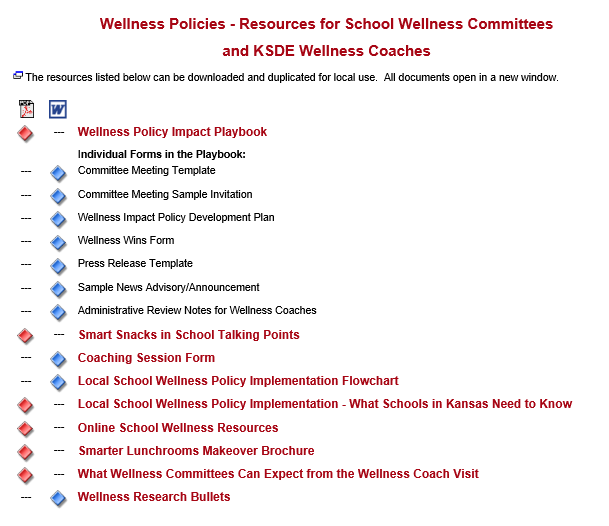 Wellness Policies - Resources for School Wellness Committees
and KSDE Wellness Coaches
The resources listed below can be downloaded and duplicated for local use. All documents open in a new window.
PDF W
--- Wellness Policy Impact Playbook
Individual Forms in the Playbook:
--- Committee Meeting Template
--- Committee Meeting Sample Invitation
--- Wellness Impact Policy Development Plan
--- Wellness Wins Form
--- Press Release Template
--- Sample News Advisory/Announcement
--- Administrative Review Notes for Wellness Coaches
--- Smart Snacks in School Talking Points
--- Coaching Session Form
--- Local School Wellness Policy Implementation Flowchart
--- Local School Wellness Policy Implementation - What Schools in Kansas Need to Know
--- Online School Wellness Resources
--- Smarter Lunchrooms Makeover Brochure
--- What Wellness Committees Can Expect from the Wellness Coach Visit
--- Wellness Research Bullets